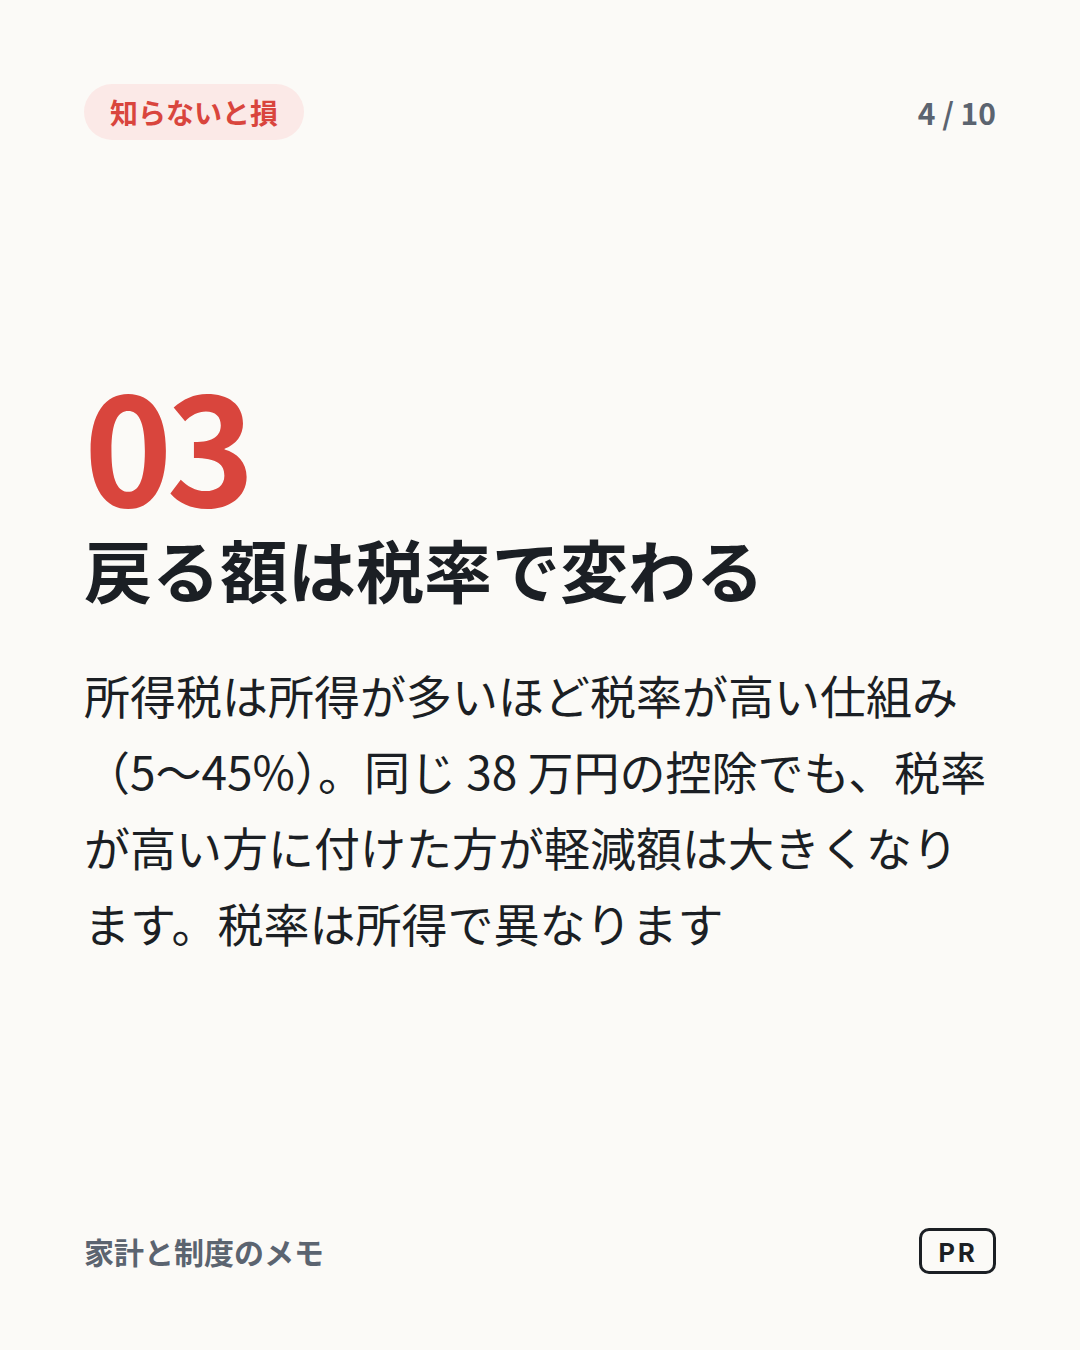 知らないと損
4 / 10
03
戻る額は税率で変わる
所得税は所得が多いほど税率が高い仕組み
（5〜45%）。同じ 38 万円の控除でも、税率
が高い方に付けた方が軽減額は大きくなり
ます。税率は所得で異なります
家計と制度のメモ
PR